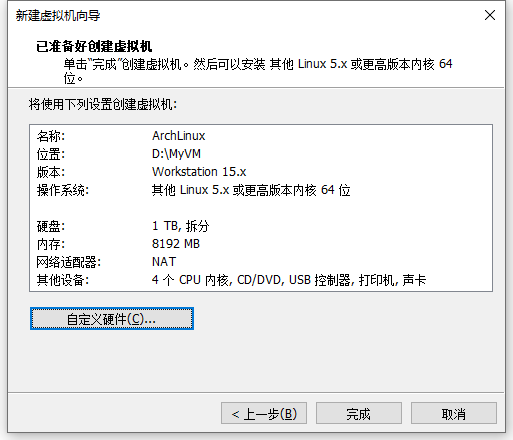 新建虚拟机向导
已准备好创建虚拟机
单击“完成”创建虚拟机。然后可以安装 其他 Linux 5.x 或更高版本内核 64
位。
将使用下列设置创建虚拟机:
名称: ArchLinux
位置: D:\MyVM
版本: Workstation 15.x
操作系统: 其他 Linux 5.x 或更高版本内核 64 位
硬盘: 1 TB, 拆分
内存: 8192 MB
网络适配器: NAT
其他设备: 4 个 CPU 内核, CD/DVD, USB 控制器, 打印机, 声卡
自定义硬件(C)...
< 上一步(B) 完成 取消